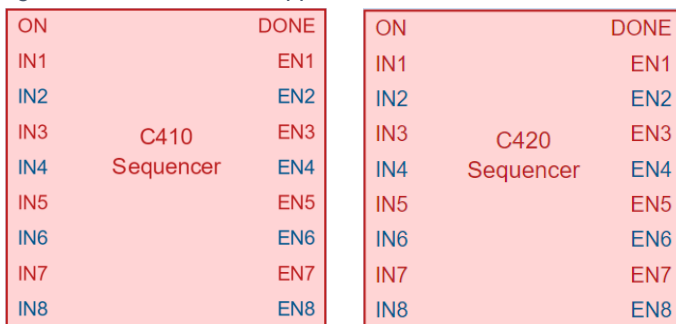 ON DONE
IN1 EN1
IN2 EN2
IN3 EN3
IN4 EN4
IN5 EN5
IN6 EN6
IN7 EN7
IN8 EN8
C410
Sequencer
ON DONE
IN1 EN1
IN2 EN2
IN3 EN3
IN4 EN4
IN5 EN5
IN6 EN6
IN7 EN7
IN8 EN8
C420
Sequencer